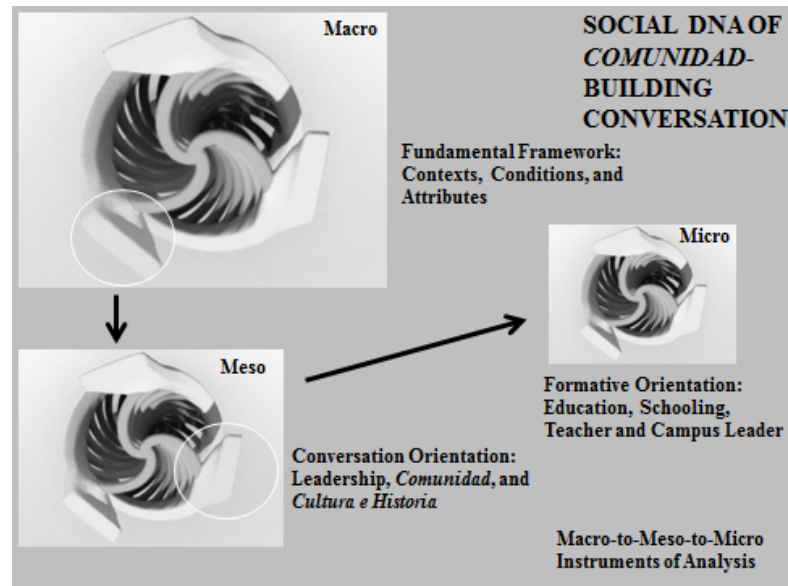 Macro
SOCIAL DNA OF
COMUNIDAD-
BUILDING
CONVERSATION
Fundamental Framework:
Contexts, Conditions, and
Attributes
Micro
Meso
Formative Orientation:
Education, Schooling,
Teacher and Campus Leader
Conversation Orientation:
Leadership, Comunidad, and
Cultura e Historia
Macro-to-Meso-to-Micro
Instruments of Analysis